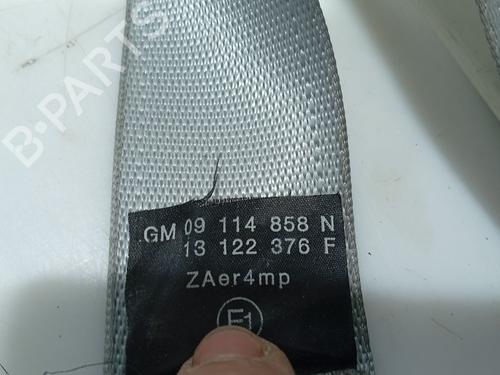 B-PARTS
GM 09 114 858 N
13 122 376 F
ZAer4mp
E1